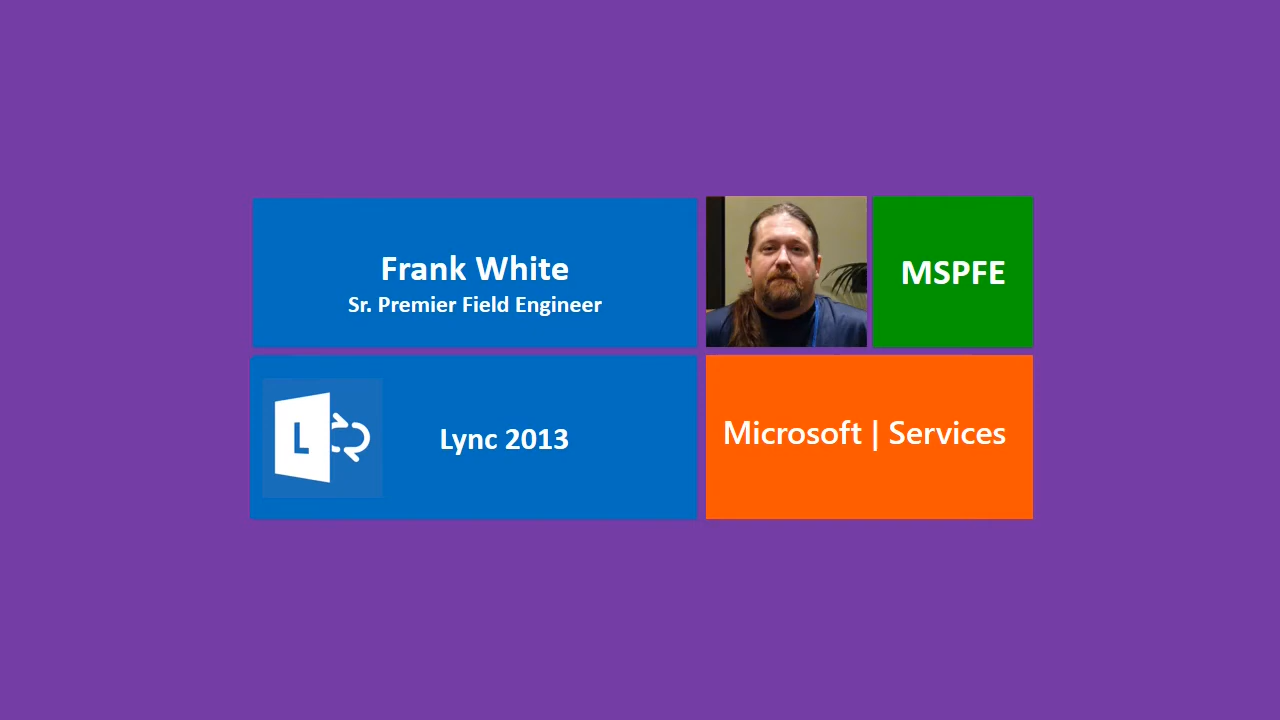 Frank White
Sr. Premier Field Engineer
MSPFE
L
Lync 2013
Microsoft | Services